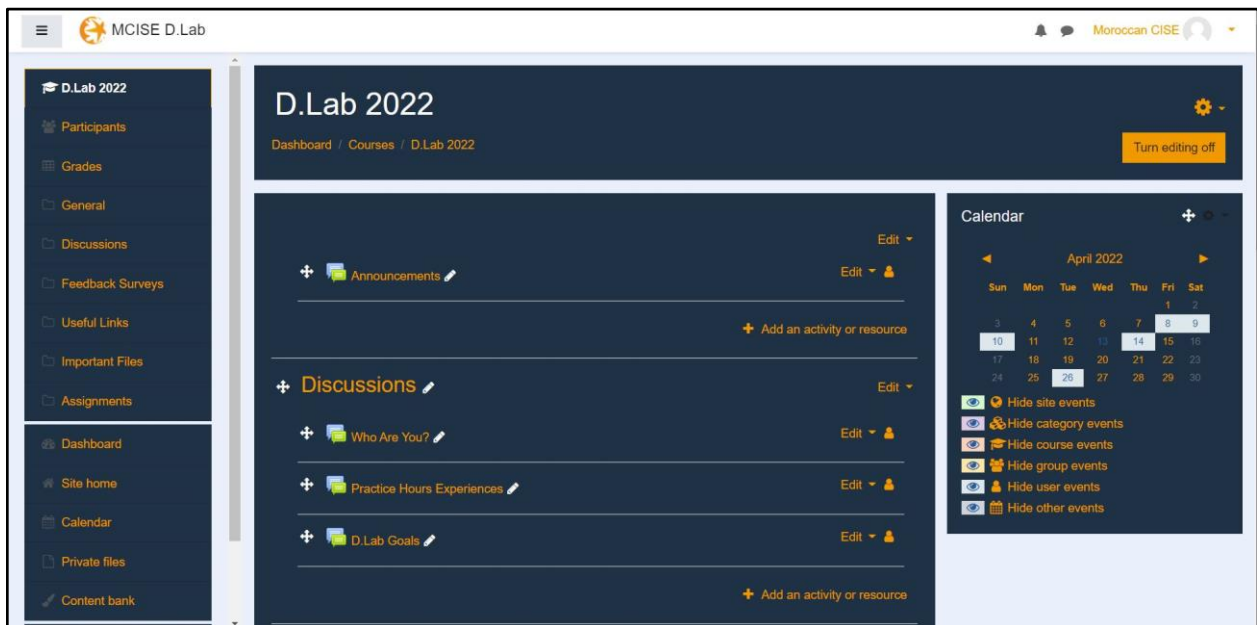 MCISE D.Lab
Moroccan CISE
D.Lab 2022
Participants
Grades
General
Discussions
Feedback Surveys
Useful Links
Important Files
Assignments
Dashboard
Site home
Calendar
Private files
Content bank
D.Lab 2022
Dashboard / Courses / D.Lab 2022
Turn editing off
Edit
Announcements
Edit
Add an activity or resource
Discussions
Edit
Who Are You?
Edit
Practice Hours Experiences
Edit
D.Lab Goals
Edit
Add an activity or resource
Calendar
April 2022
Sun Mon Tue Wed Thu Fri Sat
1 2
3 4 5 6 7 8 9
10 11 12 13 14 15 16
17 18 19 20 21 22 23
24 25 26 27 28 29 30
Hide site events
Hide category events
Hide course events
Hide group events
Hide user events
Hide other events